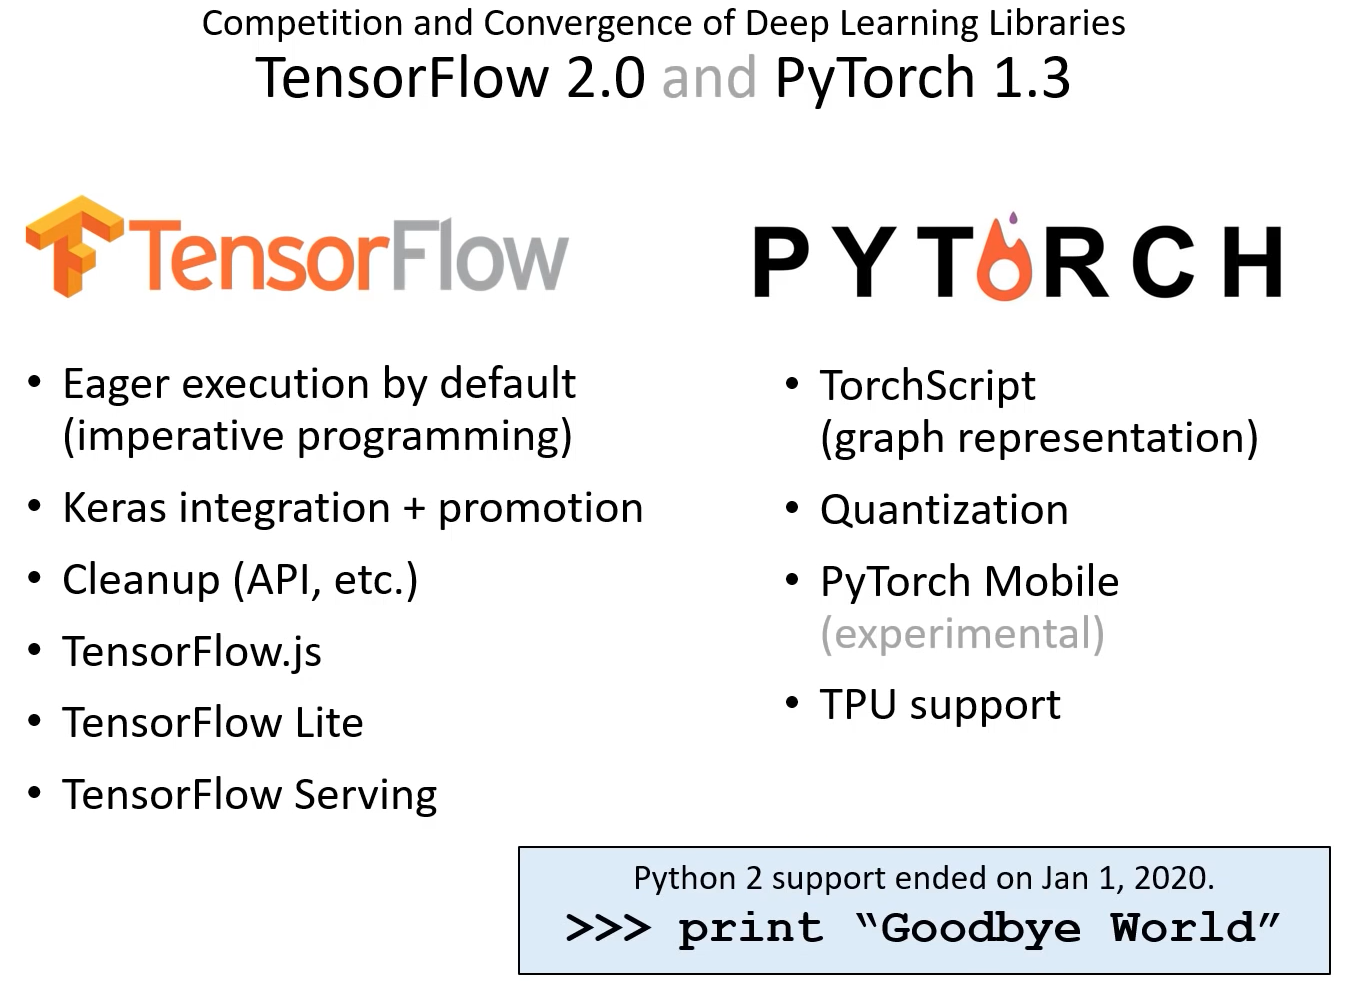 Competition and Convergence of Deep Learning Libraries
TensorFlow 2.0 and PyTorch 1.3
TensorFlow
PYTORCH
• Eager execution by default
(imperative programming)
• Keras integration + promotion
• Cleanup (API, etc.)
• TensorFlow.js
• TensorFlow Lite
• TensorFlow Serving
• TorchScript
(graph representation)
• Quantization
• PyTorch Mobile
(experimental)
• TPU support
Python 2 support ended on Jan 1, 2020.
>>> print “Goodbye World”